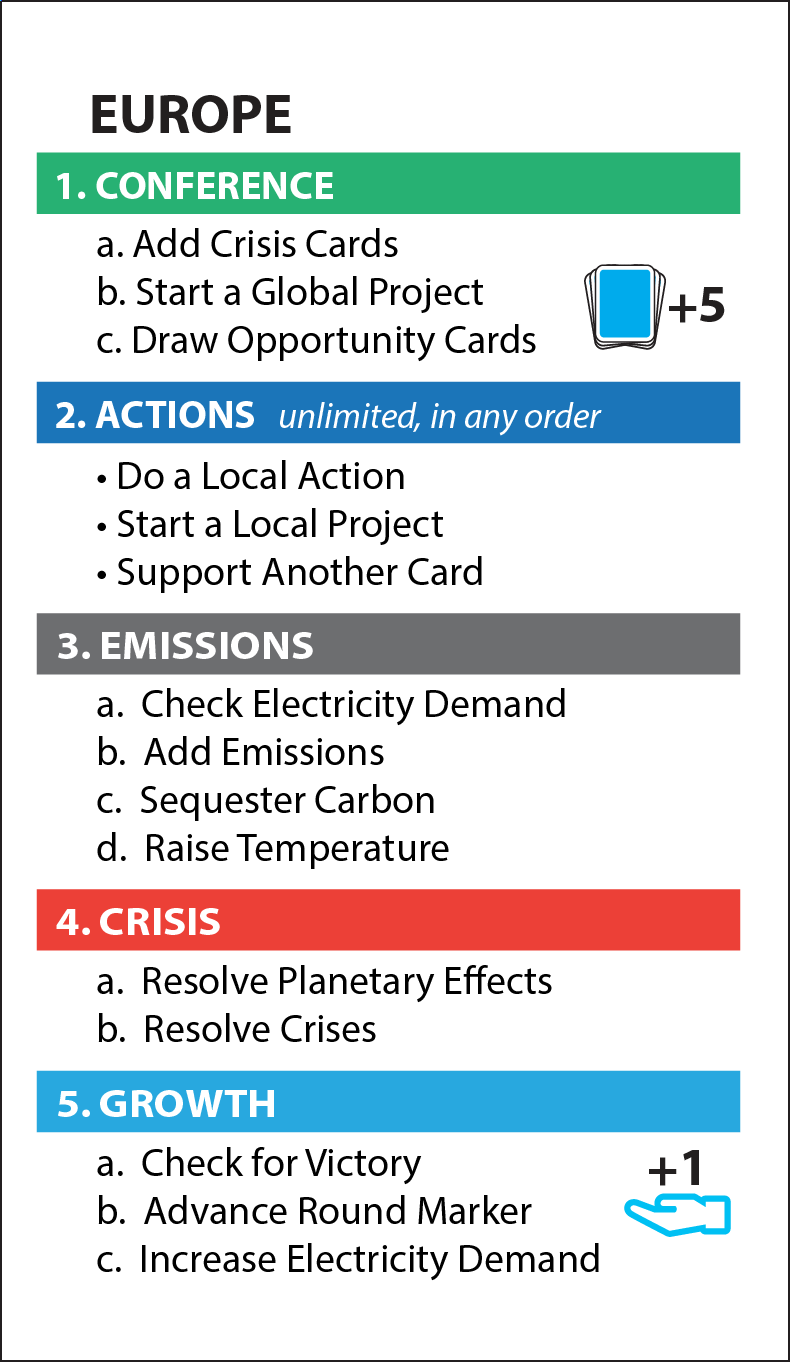 EUROPE
1. CONFERENCE
a. Add Crisis Cards
b. Start a Global Project
c. Draw Opportunity Cards
+5
2. ACTIONS unlimited, in any order
• Do a Local Action
• Start a Local Project
• Support Another Card
3. EMISSIONS
a. Check Electricity Demand
b. Add Emissions
c. Sequester Carbon
d. Raise Temperature
4. CRISIS
a. Resolve Planetary Effects
b. Resolve Crises
5. GROWTH
a. Check for Victory
b. Advance Round Marker
c. Increase Electricity Demand
+1